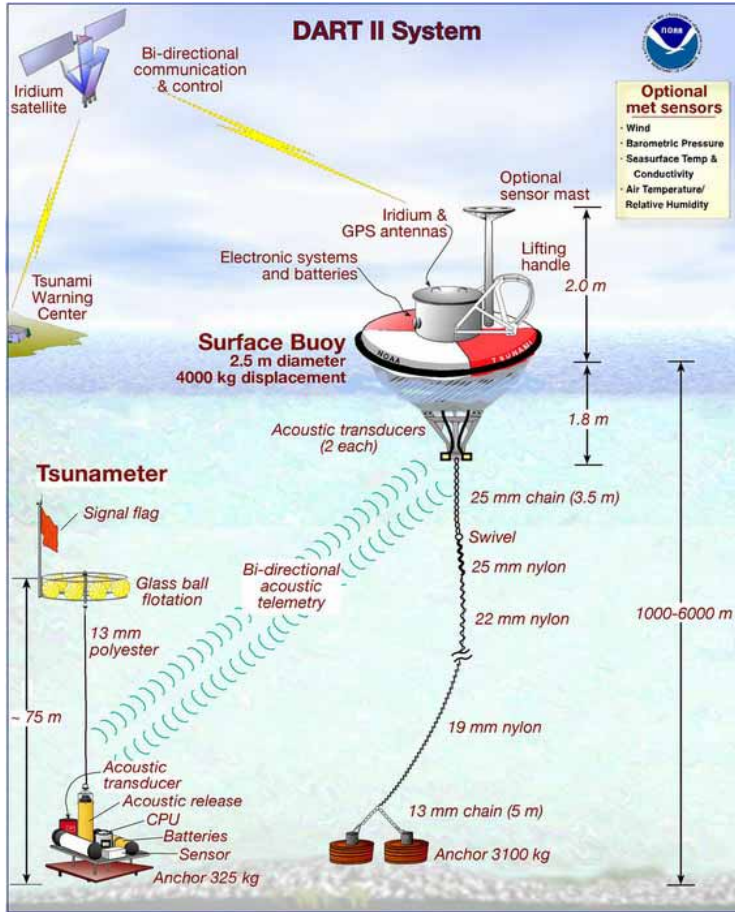 DART II System
Iridium
satellite
Bi-directional
communication
& control
NOAA
Optional
met sensors
· Wind
· Barometric Pressure
· Seasurface Temp &
Conductivity
· Air Temperature/
Relative Humidity
Optional
sensor mast
Iridium &
GPS antennas
Electronic systems
and batteries
Lifting
handle
2.0 m
Tsunami
Warning
Center
Surface Buoy
2.5 m diameter
4000 kg displacement
NOAA
TSUNAMI
1.8 m
Acoustic transducers
(2 each)
Tsunameter
Signal flag
25 mm chain (3.5 m)
Swivel
25 mm nylon
Glass ball
flotation
Bi-directional
acoustic
telemetry
22 mm nylon
1000-6000 m
13 mm
polyester
~ 75 m
19 mm nylon
Acoustic
transducer
Acoustic release
CPU
Batteries
Sensor
Anchor 325 kg
13 mm chain (5 m)
Anchor 3100 kg